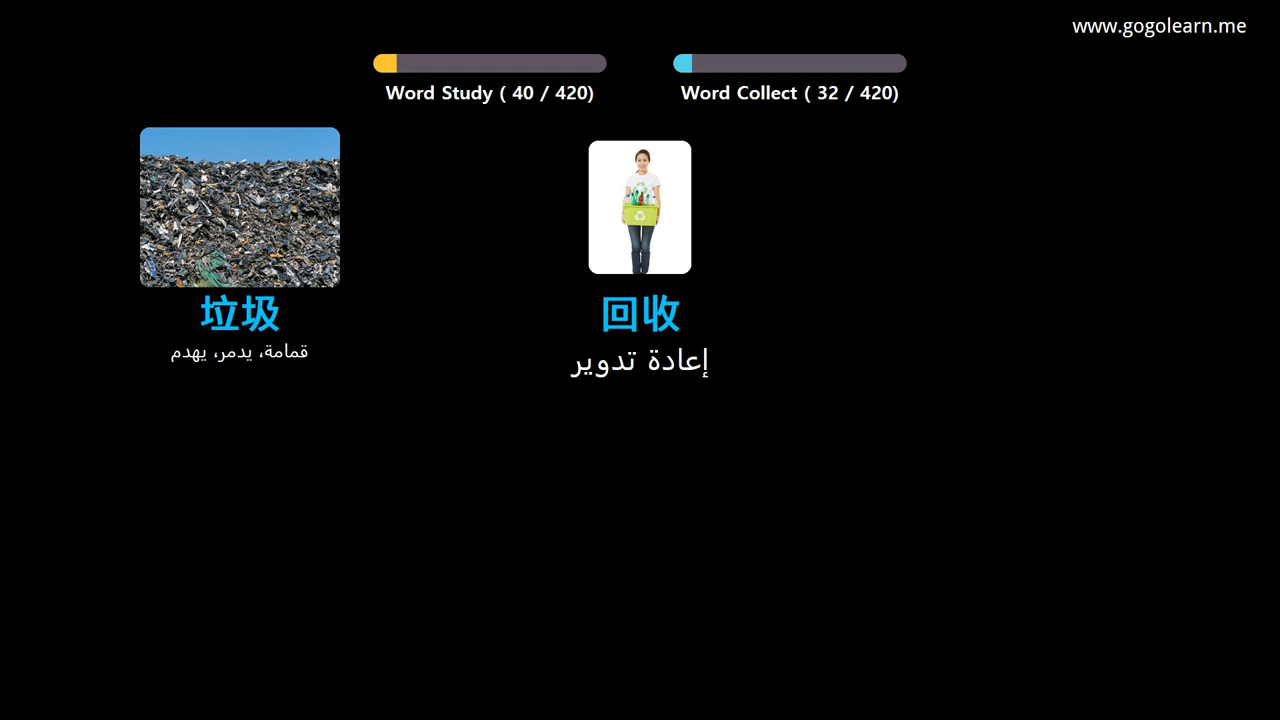 www.gogolearn.me
Word Study ( 40 / 420)
Word Collect ( 32 / 420)
垃圾
قمامة، يدمر، يهدم
回收
إعادة تدوير